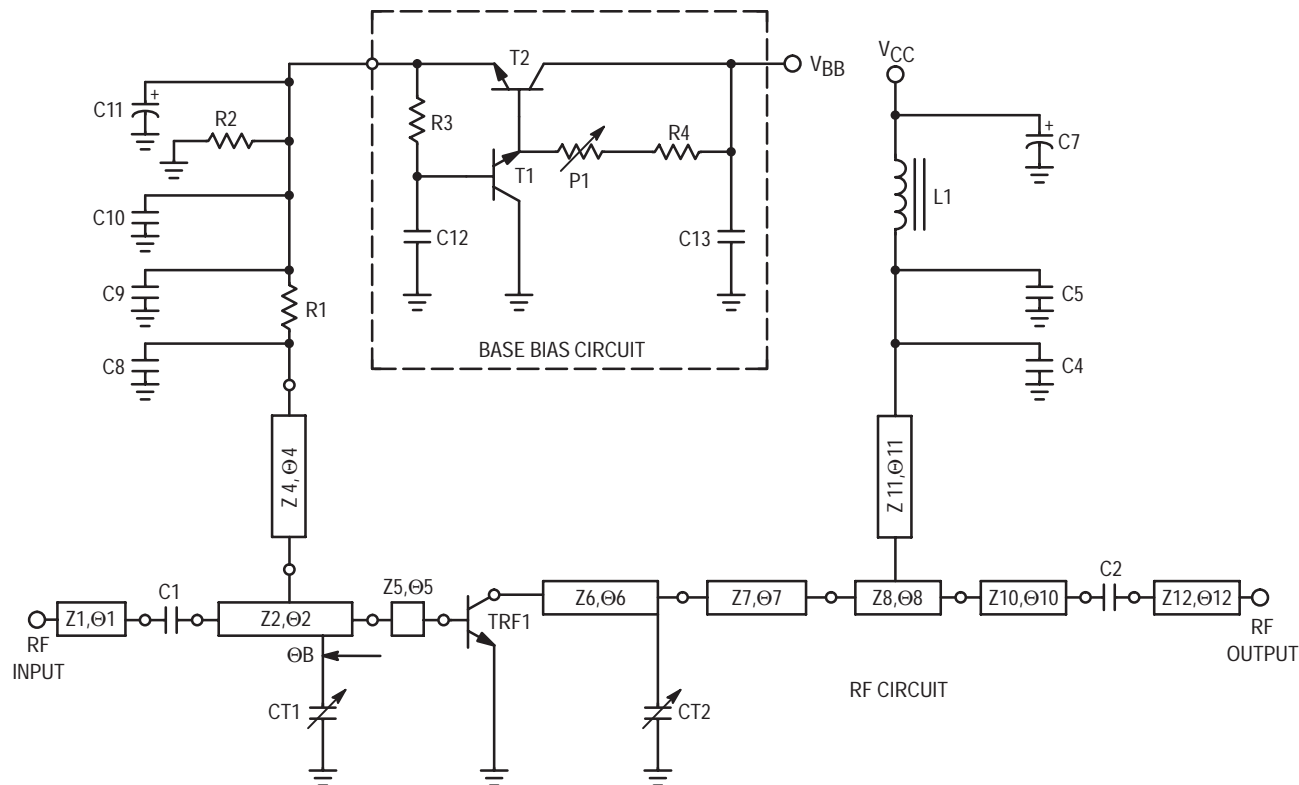 T2
VBB
VCC
C11
+
R2
R3
R4
+
C7
T1
P1
L1
C10
C12
C13
C9
R1
C5
BASE BIAS CIRCUIT
C8
C4
Z 4,Θ4
Z 11,Θ11
C1
Z5,Θ5
C2
Z1,Θ1
Z2,Θ2
Z6,Θ6
Z7,Θ7
Z8,Θ8
Z10,Θ10
Z12,Θ12
TRF1
RF
INPUT
RF
OUTPUT
ΘB
RF CIRCUIT
CT1
CT2